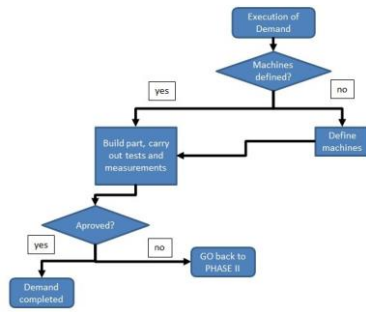 Execution of
Demand
Machines
defined?
yes
no
Build part, carry
out tests and
measurements
Define
machines
Aproved?
yes
no
GO back to
PHASE II
Demand
completed